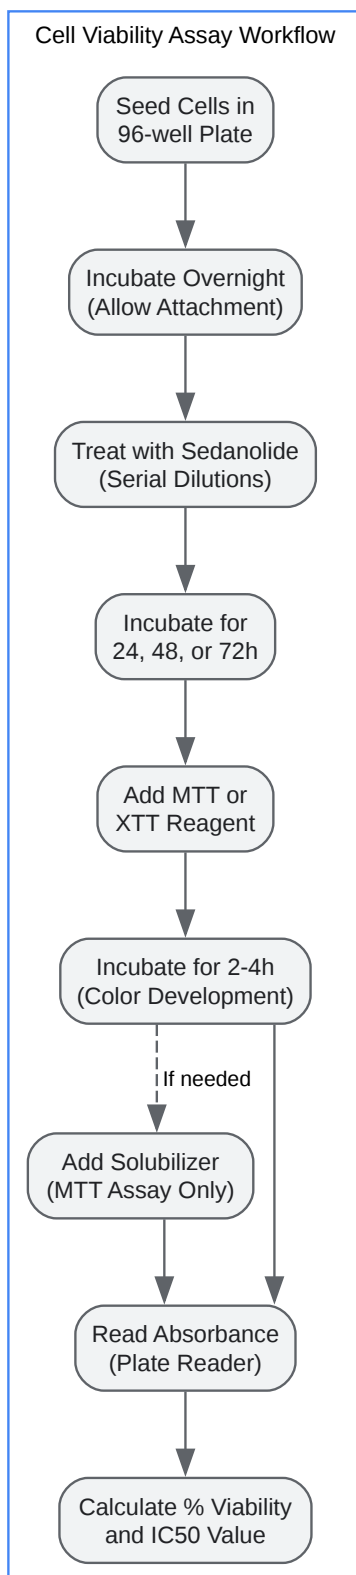 Cell Viability Assay Workflow
Seed Cells in
96-well Plate
Incubate Overnight
(Allow Attachment)
Treat with Sedanolide
(Serial Dilutions)
Incubate for
24, 48, or 72h
Add MTT or
XTT Reagent
Incubate for 2-4h
(Color Development)
If needed
Add Solubilizer
(MTT Assay Only)
Read Absorbance
(Plate Reader)
Calculate % Viability
and IC50 Value